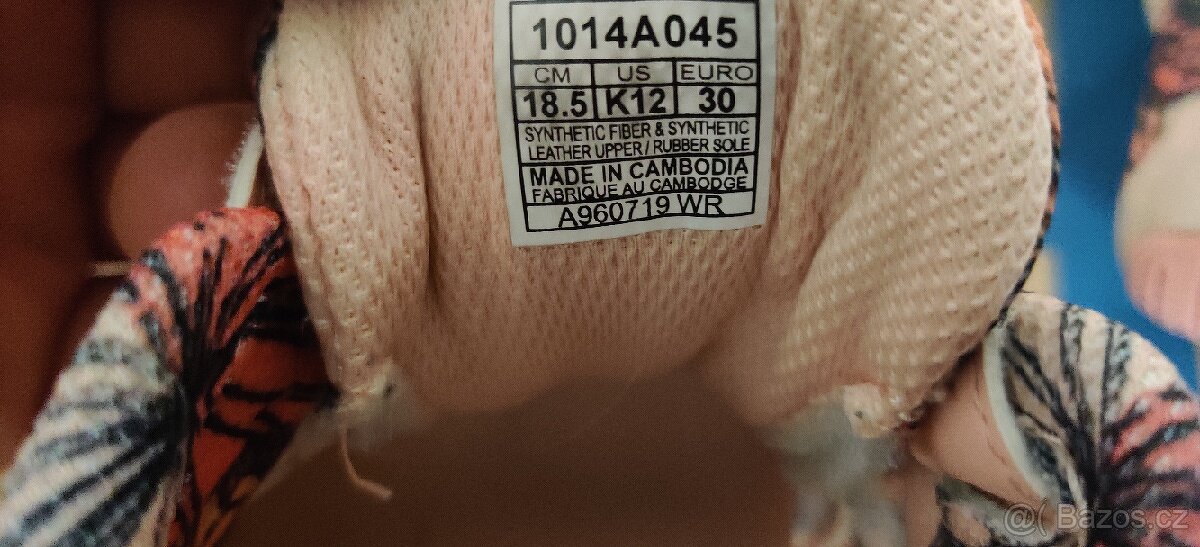 1014A045
CM US EURO
18.5 K12 30
SYNTHETIC FIBER & SYNTHETIC
LEATHER UPPER / RUBBER SOLE
MADE IN CAMBODIA
FABRIQUE AU CAMBODGE
A960719 WR
Bazos.cz